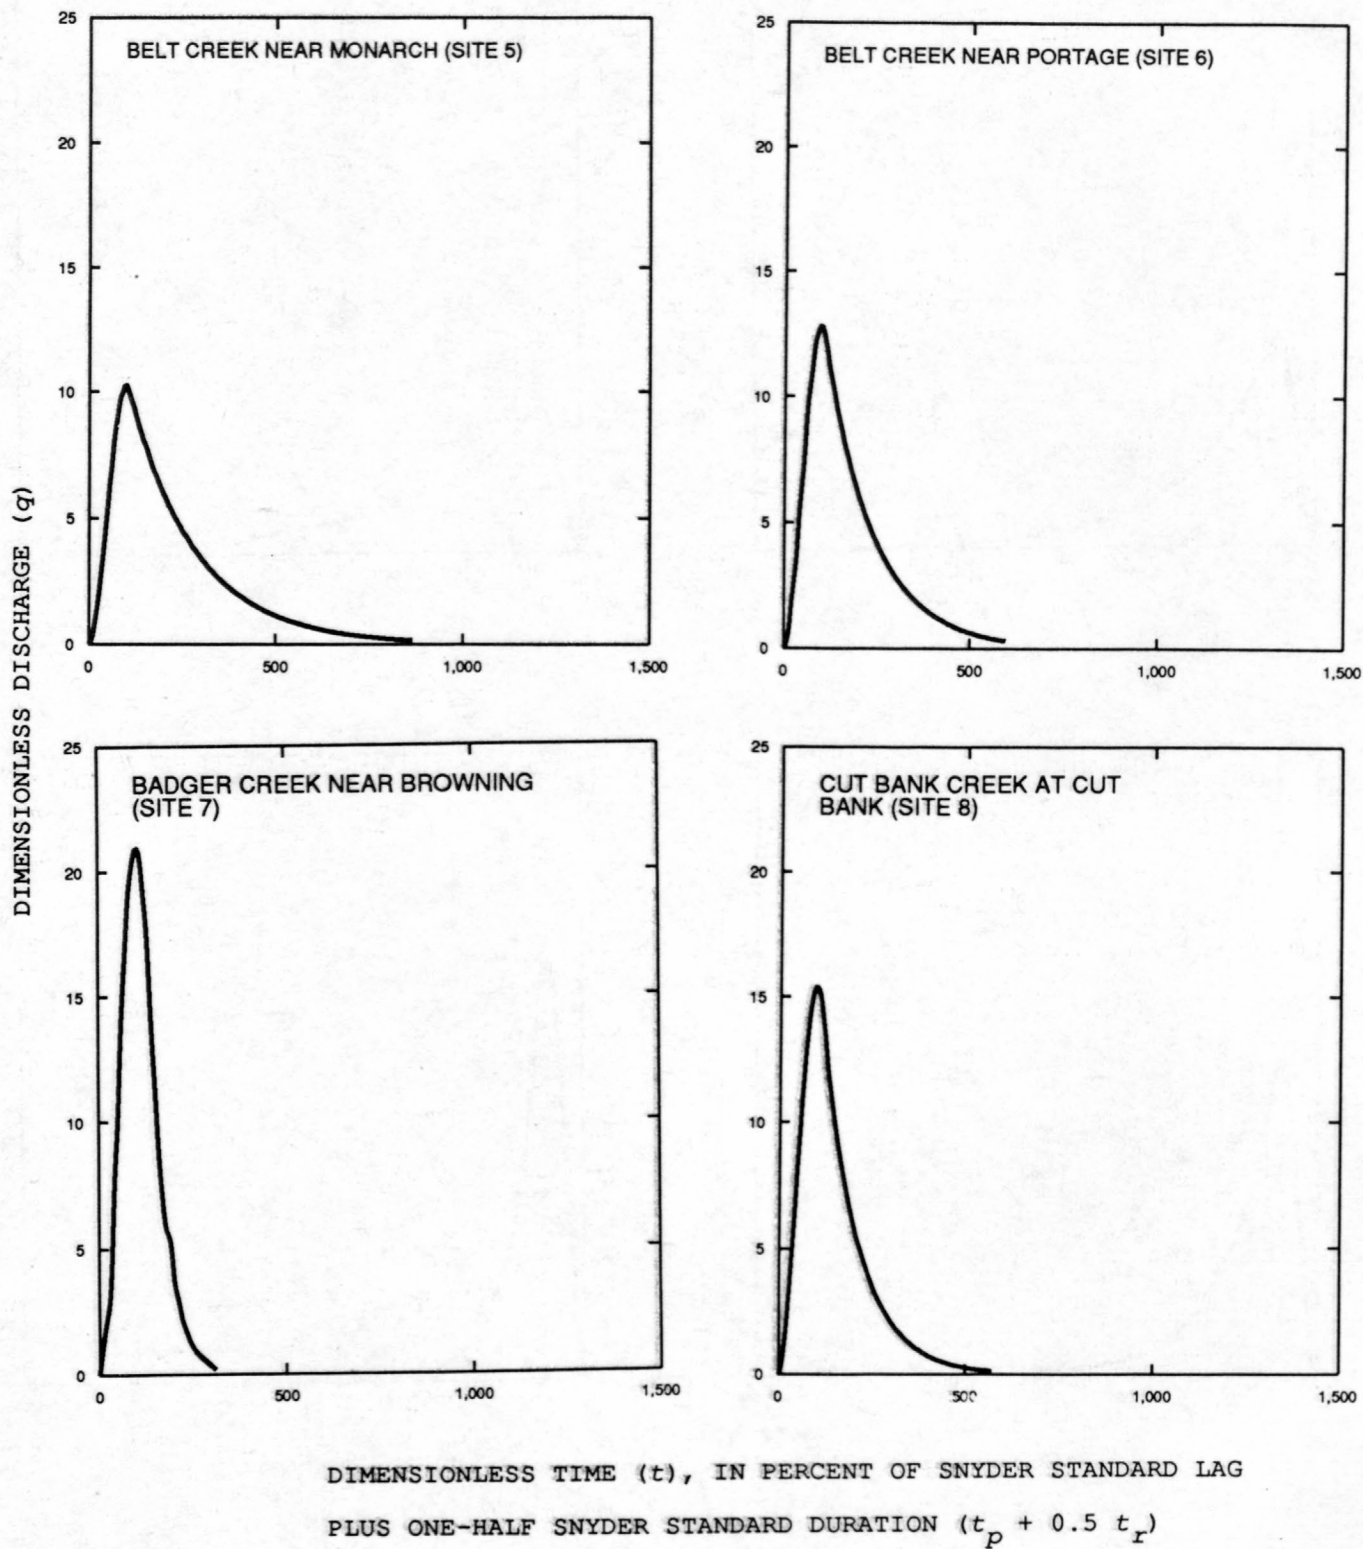 DIMENSIONLESS DISCHARGE (q)
BELT CREEK NEAR MONARCH (SITE 5)
25
20
15
10
5
0
0 500 1,000 1,500
BELT CREEK NEAR PORTAGE (SITE 6)
25
20
15
10
5
0
0 500 1,000 1,500
BADGER CREEK NEAR BROWNING
(SITE 7)
25
20
15
10
5
0
0 500 1,000 1,500
CUT BANK CREEK AT CUT
BANK (SITE 8)
25
20
15
10
5
0
0 500 1,000 1,500
DIMENSIONLESS TIME (t), IN PERCENT OF SNYDER STANDARD LAG
PLUS ONE-HALF SNYDER STANDARD DURATION (t_p + 0.5 t_r)